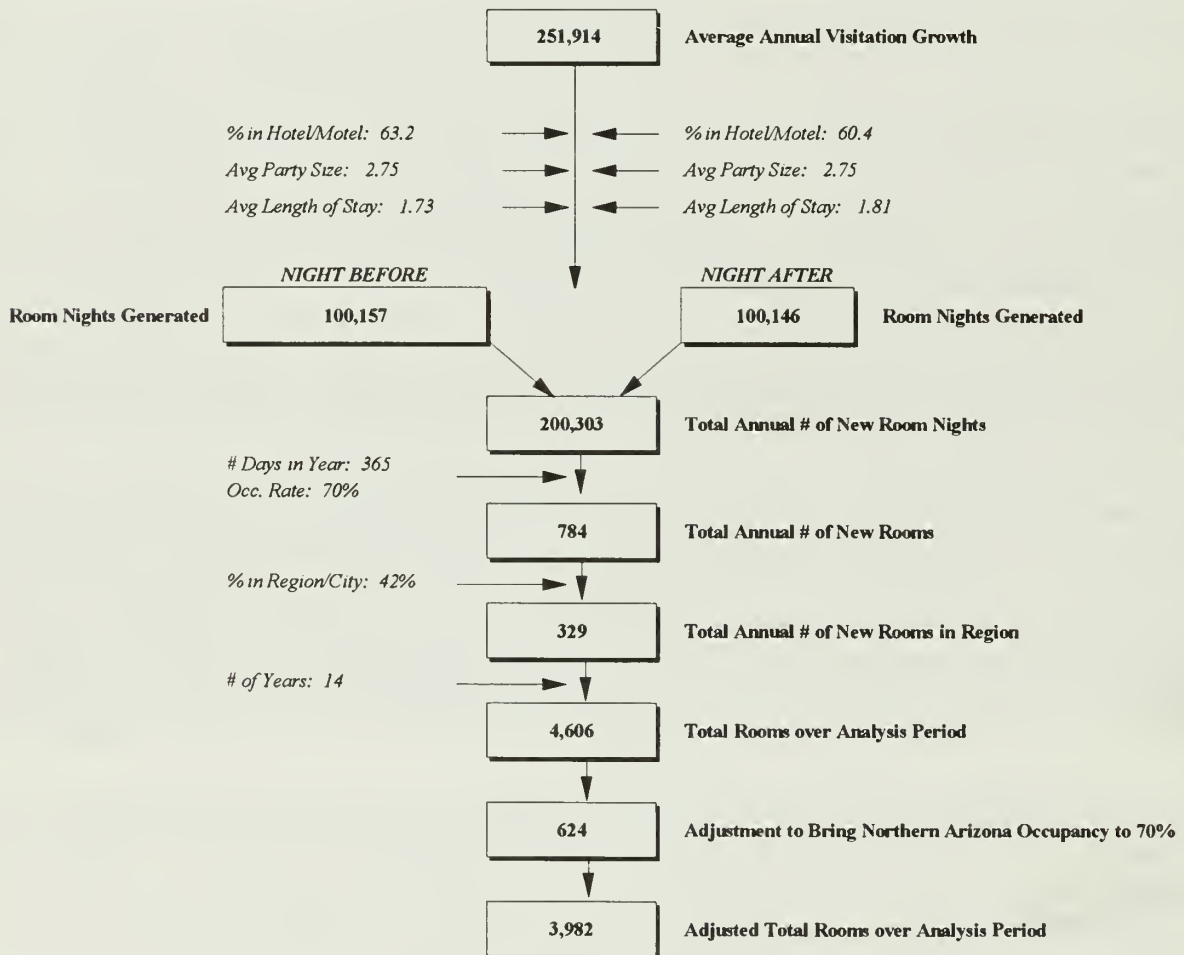 251,914 Average Annual Visitation Growth
% in Hotel/Motel: 63.2 % in Hotel/Motel: 60.4
Avg Party Size: 2.75 Avg Party Size: 2.75
Avg Length of Stay: 1.73 Avg Length of Stay: 1.81
NIGHT BEFORE NIGHT AFTER
Room Nights Generated 100,157 100,146 Room Nights Generated
200,303 Total Annual # of New Room Nights
# Days in Year: 365
Occ. Rate: 70%
784 Total Annual # of New Rooms
% in Region/City: 42%
329 Total Annual # of New Rooms in Region
# of Years: 14
4,606 Total Rooms over Analysis Period
624 Adjustment to Bring Northern Arizona Occupancy to 70%
3,982 Adjusted Total Rooms over Analysis Period